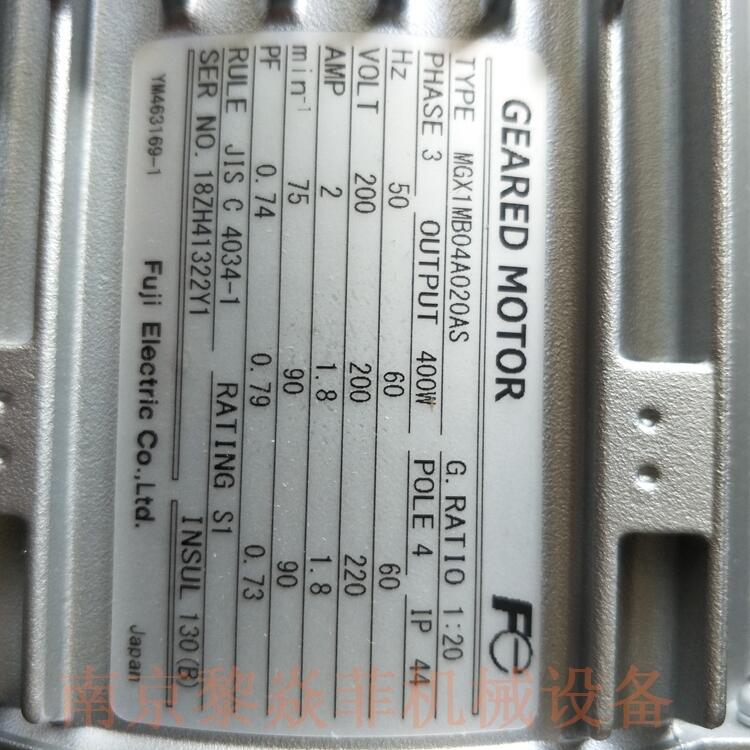 GEARED MOTOR Fe
TYPE MGX1MB04A020AS G. RATIO 1:20
PHASE 3 OUTPUT 400W POLE 4 IP 44
Hz 50 60 60
VOLT 200 200 220
AMP 2 1.8 1.8
min⁻¹ 75 90 90
PF 0.74 0.79 0.73
RULE JIS C 4034-1 RATING S1
SER NO. 18ZH41322Y1 INSUL 130(B)
Fuji Electric Co.,Ltd.
YM463169-1 Japan
南京黎焱菲机械设备